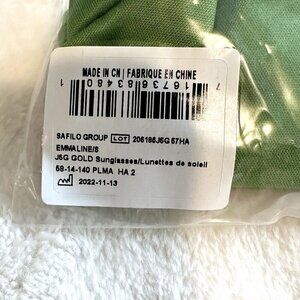 MADE IN CN | FABRIQUE EN CHINE
7 16736 83480 1
SAFILO GROUP LOT 206186J5G 57HA
EMMALINE/S
J5G GOLD Sunglasses/Lunettes de soleil
58-14-140 PLMA HA 2
2022-11-13